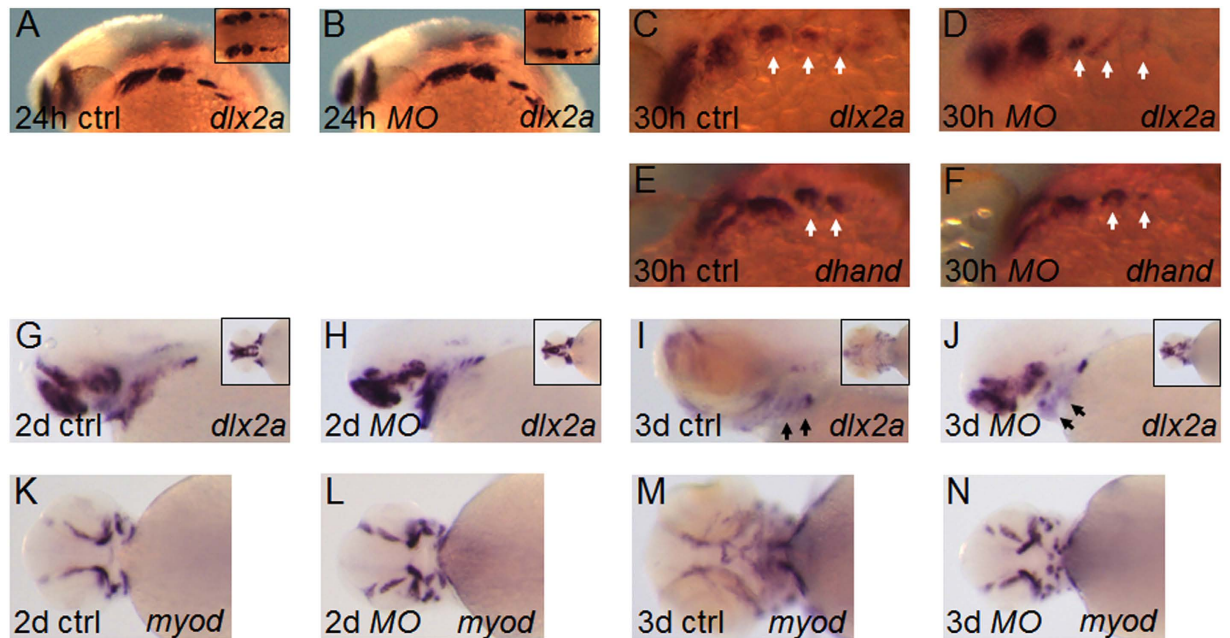 A
24h ctrl dlx2a
B
24h MO dlx2a
C
30h ctrl dlx2a
D
30h MO dlx2a
E
30h ctrl dhand
F
30h MO dhand
G
2d ctrl dlx2a
H
2d MO dlx2a
I
3d ctrl dlx2a
J
3d MO dlx2a
K
2d ctrl myod
L
2d MO myod
M
3d ctrl myod
N
3d MO myod